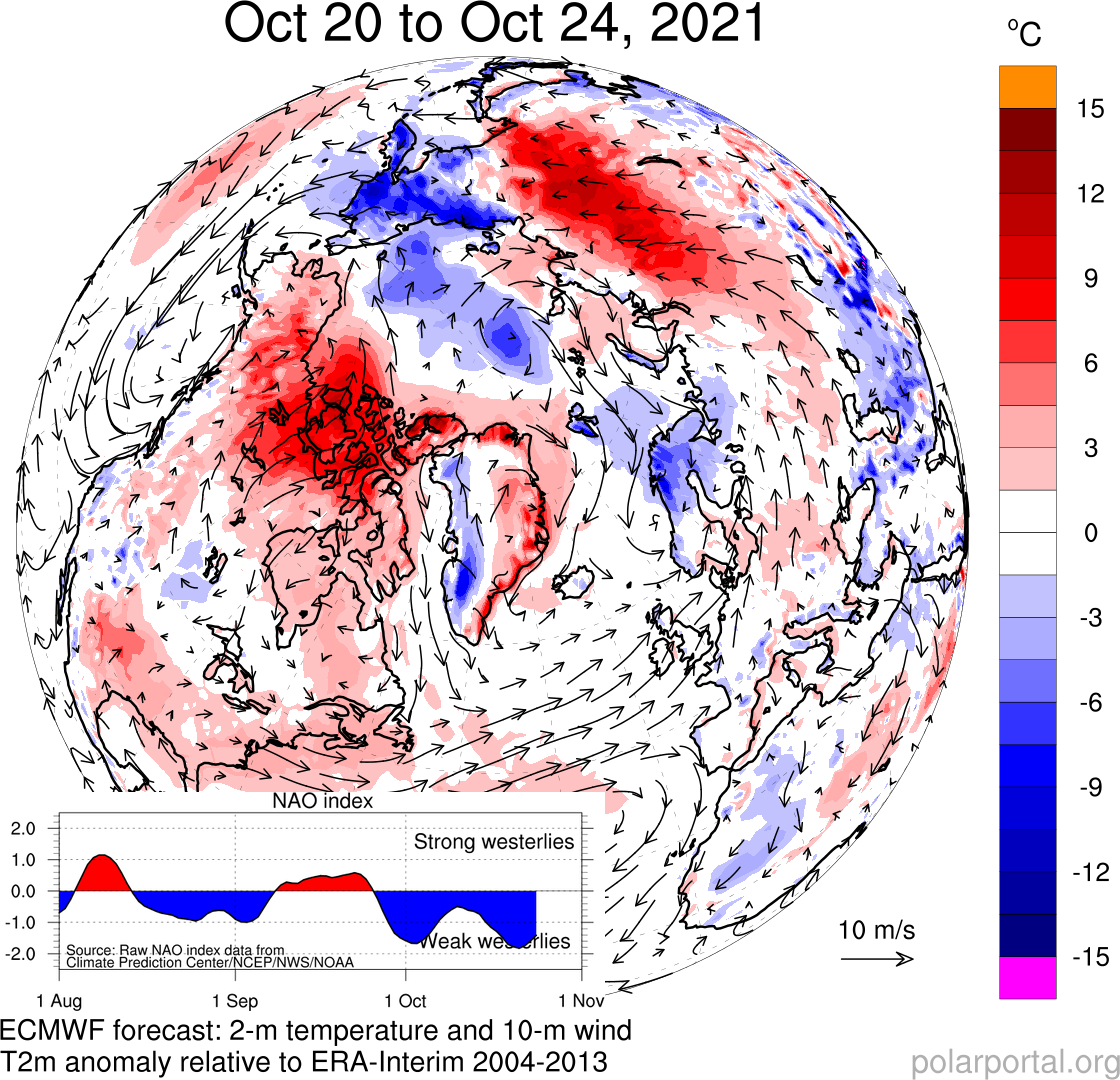 Oct 20 to Oct 24, 2021
oC
15
12
9
6
3
0
-3
-6
-9
-12
-15
10 m/s
NAO index
2.0
1.0
0.0
-1.0
-2.0
Strong westerlies
Weak westerlies
Source: Raw NAO index data from
Climate Prediction Center/NCEP/NWS/NOAA
1 Aug
1 Sep
1 Oct
1 Nov
ECMWF forecast: 2-m temperature and 10-m wind
T2m anomaly relative to ERA-Interim 2004-2013
polarportal.org